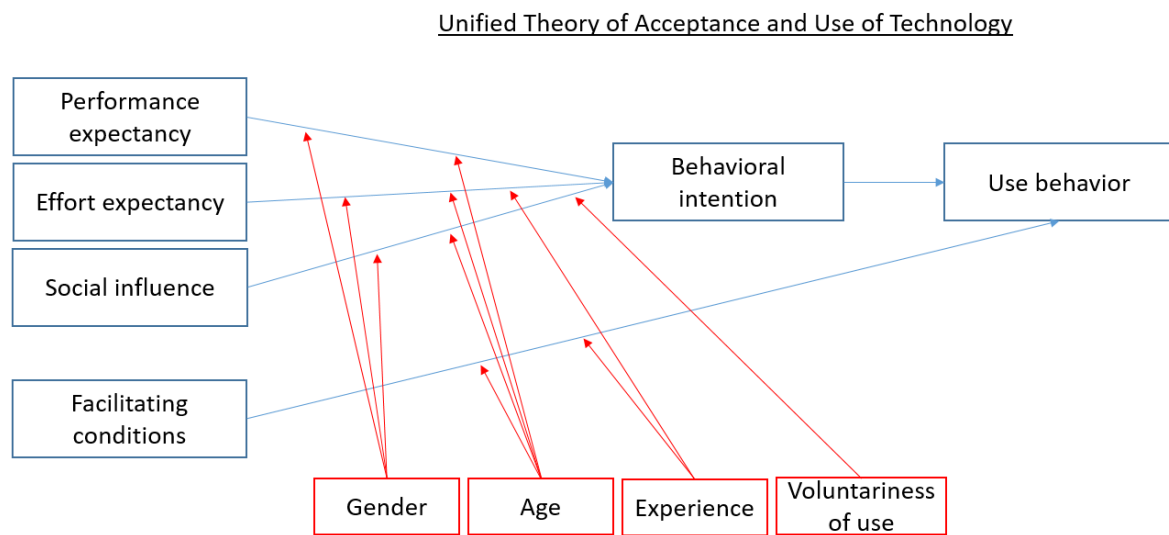 Unified Theory of Acceptance and Use of Technology
Performance
expectancy
Effort expectancy
Social influence
Facilitating
conditions
Behavioral
intention
Use behavior
Gender
Age
Experience
Voluntariness
of use